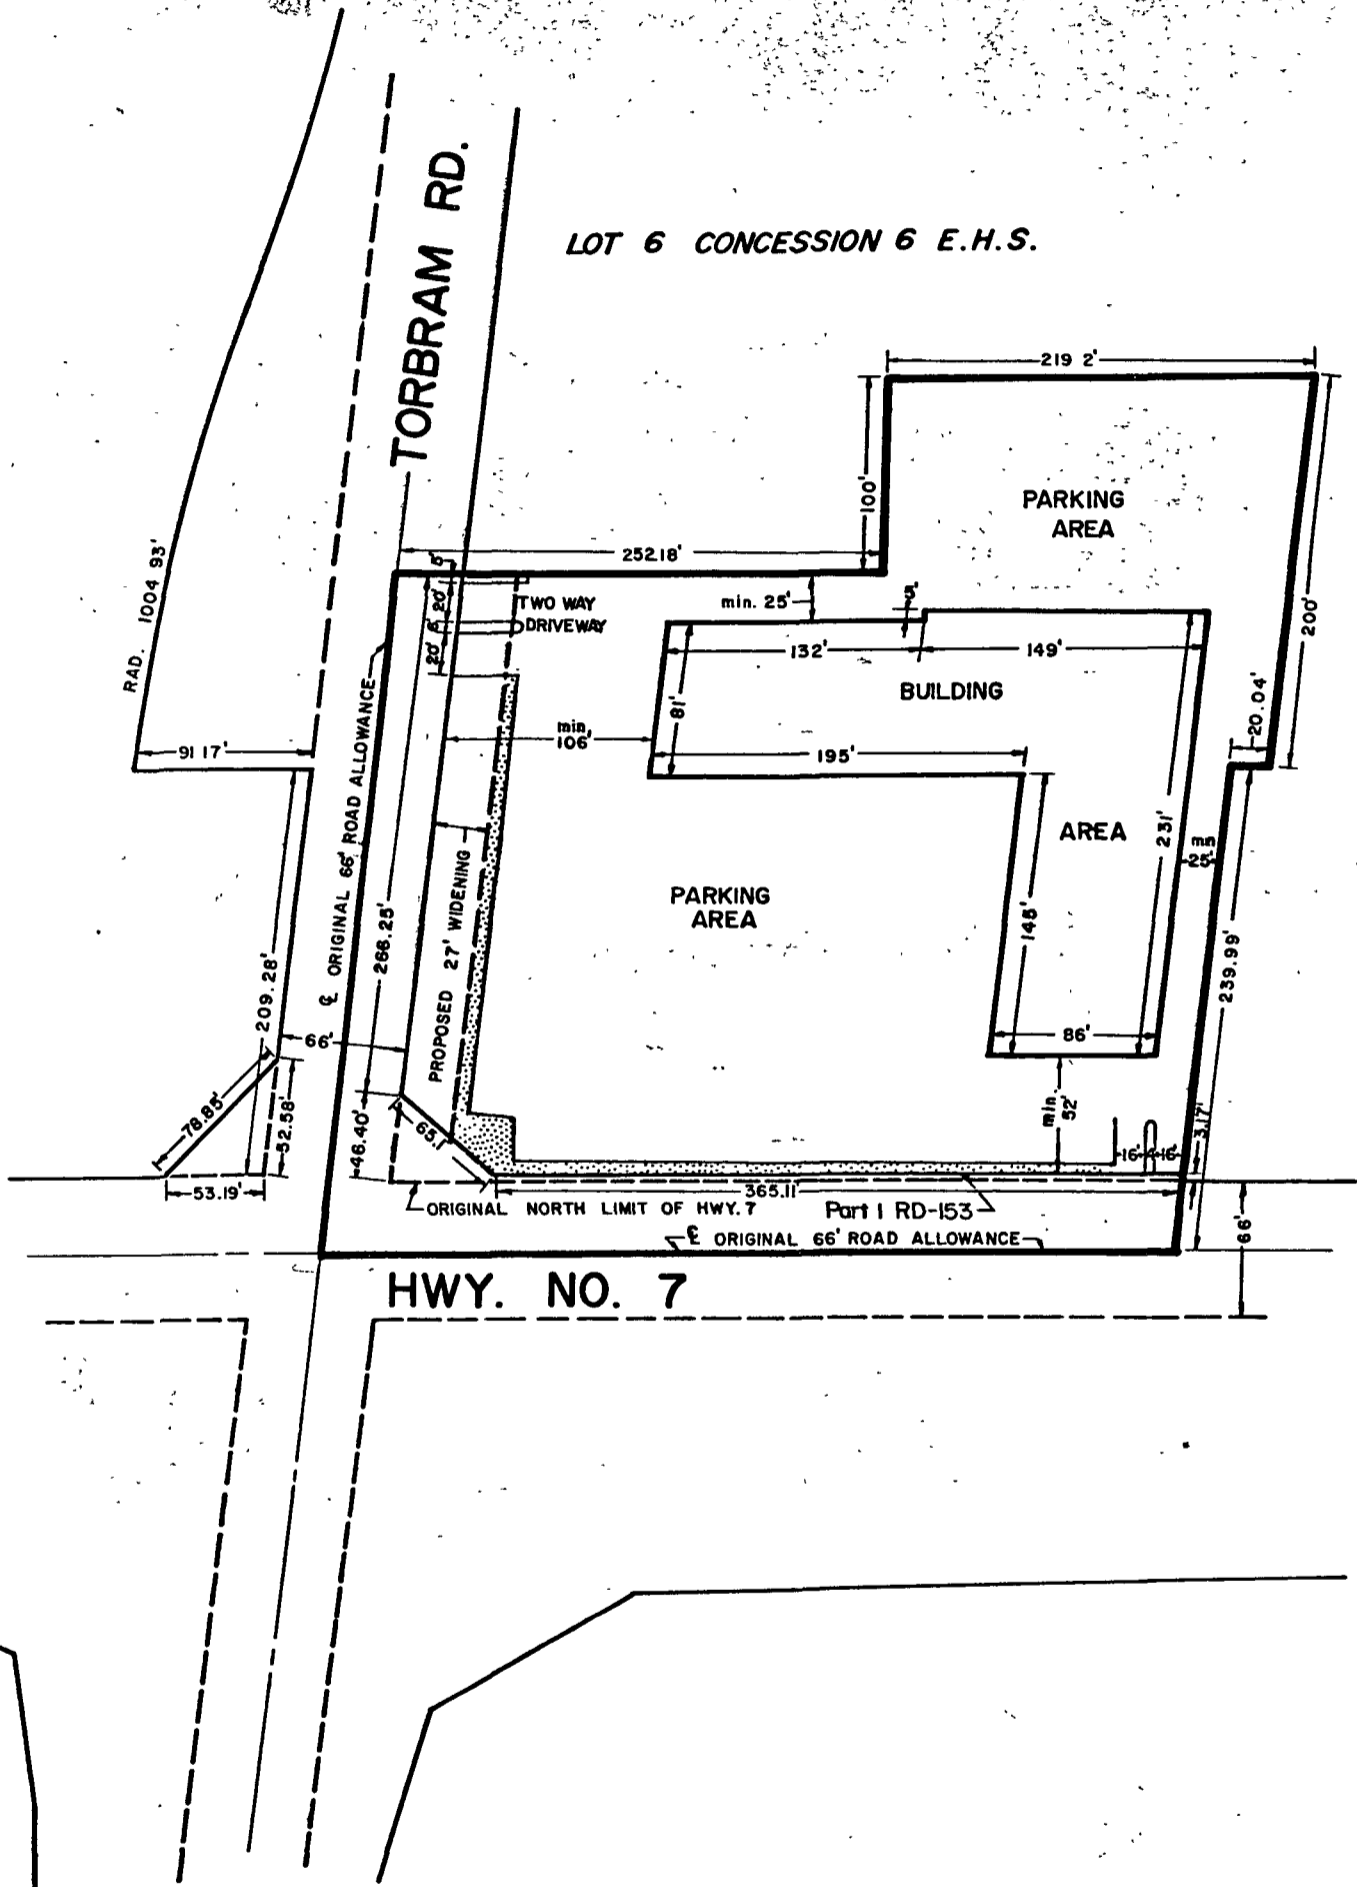 TORBRAM RD.
LOT 6 CONCESSION 6 E.H.S.
219 2'
100'
PARKING
AREA
200'
RAD. 1004 93'
252.18'
5'
20'
6'
20'
TWO WAY
DRIVEWAY
min. 25'
5'
132'
149'
BUILDING
81'
20.04'
91 17'
min.
106'
195'
℄ ORIGINAL 66' ROAD ALLOWANCE
266.25'
PROPOSED 27' WIDENING
PARKING
AREA
AREA
231'
min
25'
145'
239.99'
209.28'
66'
86'
78.85'
52.58'
46.40'
65.1'
min.
52'
16'
4'
16'
3.17'
53.19'
365.11'
ORIGINAL NORTH LIMIT OF HWY. 7
Part 1 RD-153
℄ ORIGINAL 66' ROAD ALLOWANCE
66'
HWY. NO. 7